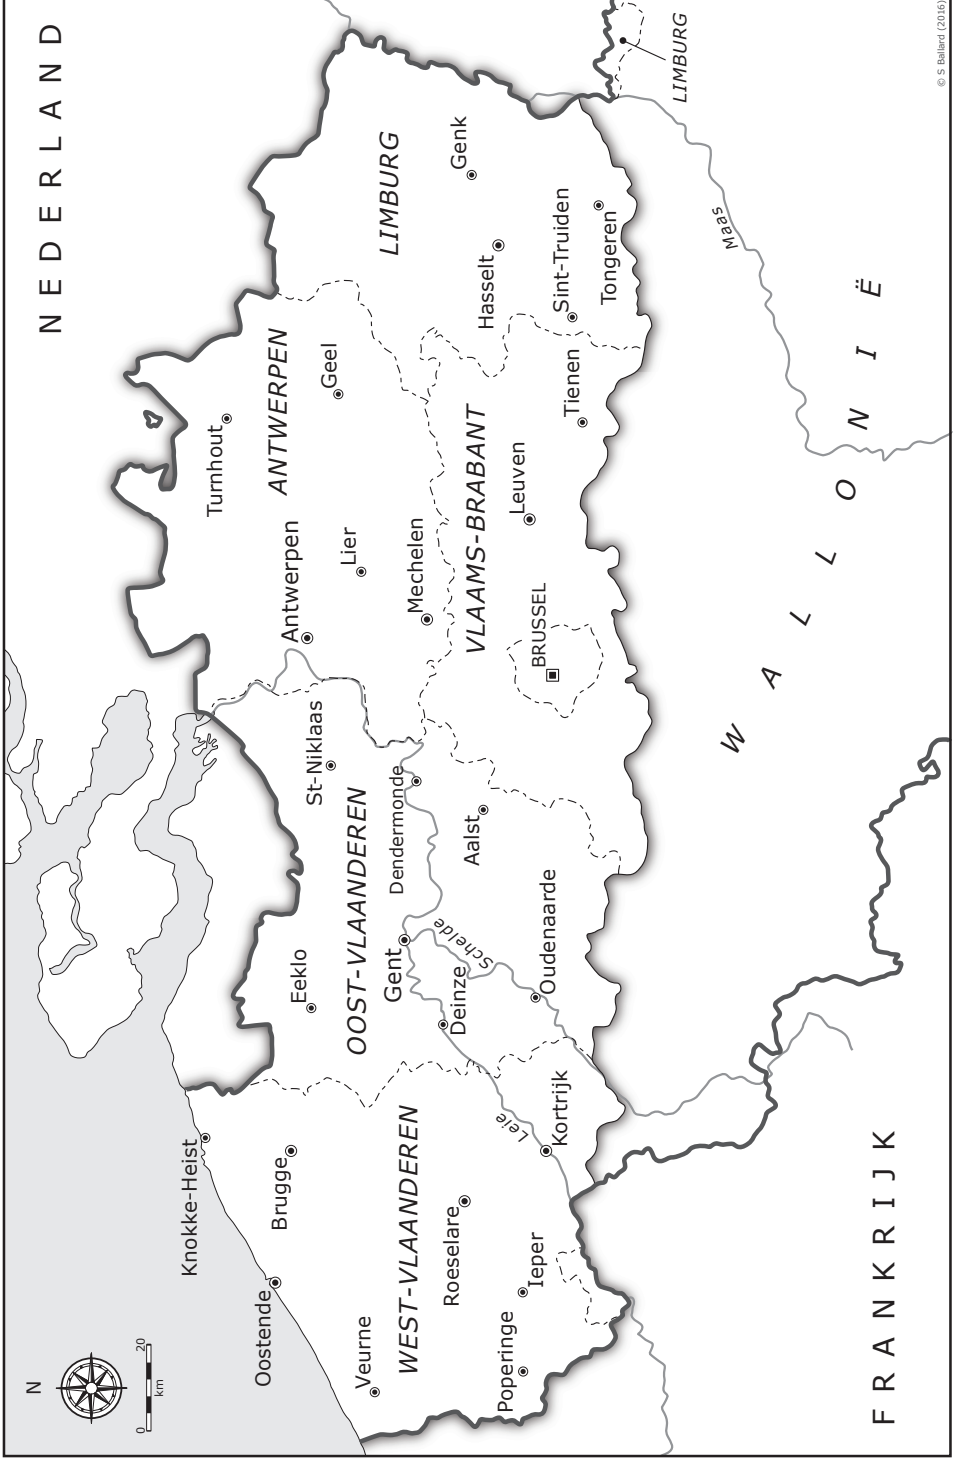 N
0
20
km
NEDERLAND
Knokke-Heist
Oostende
Brugge
Veurne
WEST-VLAANDEREN
Roeselare
Poperinge
Ieper
Leie
Kortrijk
Eeklo
OOST-VLAANDEREN
St-Niklaas
Gent
Dendermonde
Deinze
Schelde
Aalst
Oudenaarde
Turnhout
ANTWERPEN
Antwerpen
Geel
Lier
Mechelen
VLAAMS-BRABANT
BRUSSEL
Leuven
Tienen
LIMBURG
Genk
Hasselt
Sint-Truiden
Tongeren
LIMBURG
Maas
WALLONIË
FRANKRIJK
© S Ballard (2016)